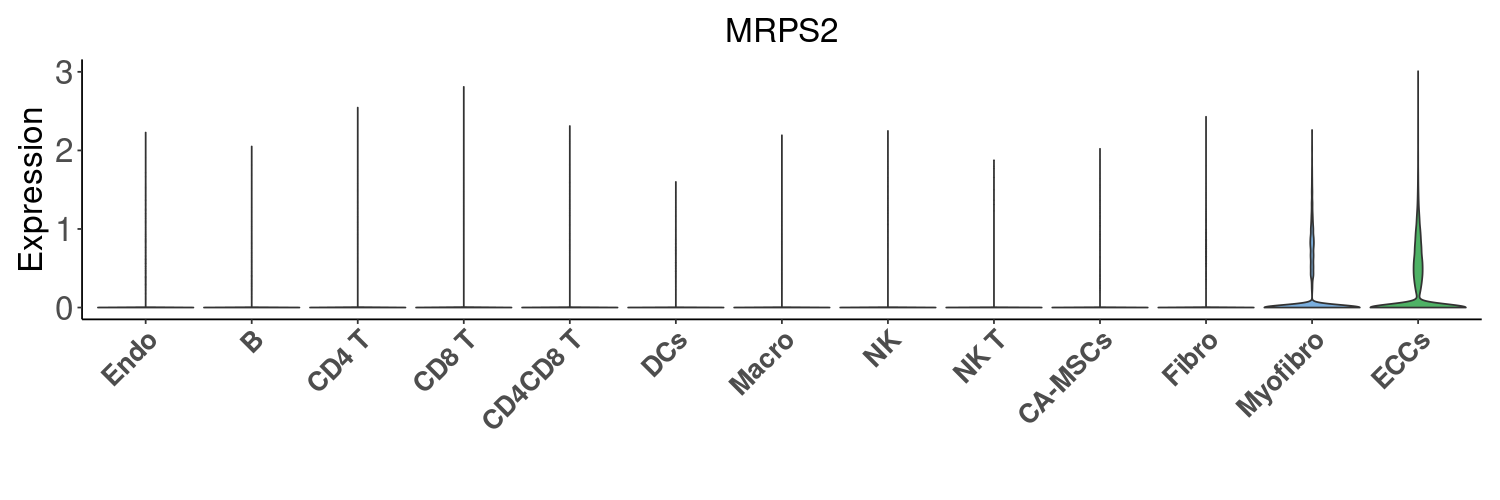 MRPS2
Expression
3
2
1
0
Endo
B
CD4 T
CD8 T
CD4CD8 T
DCs
Macro
NK
NK T
CA-MSCs
Fibro
Myofibro
ECCs